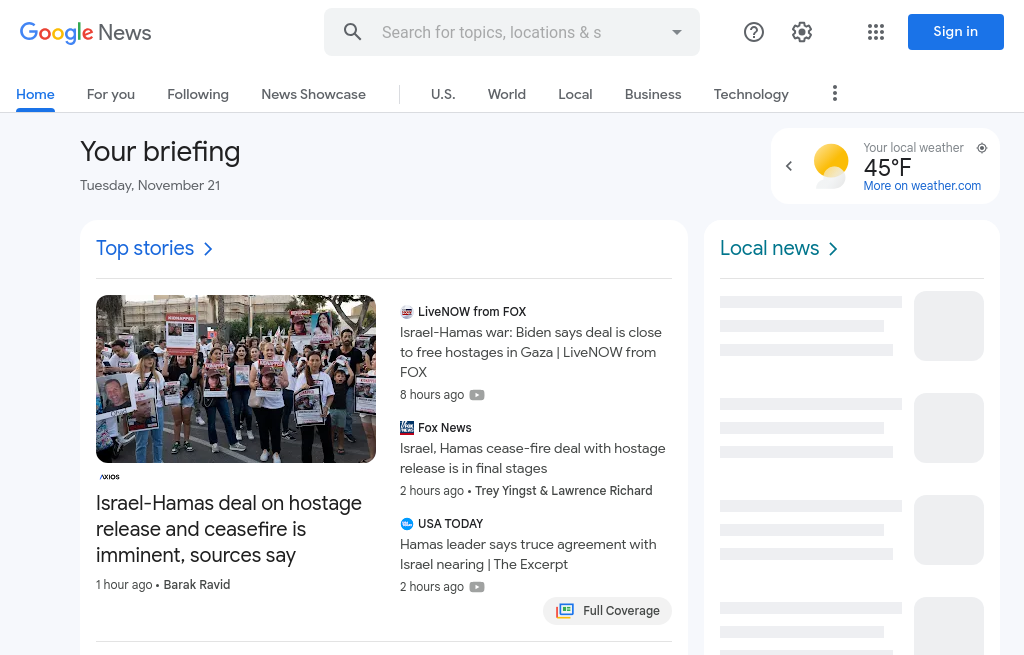 Google News
Search for topics, locations & s
Sign in
Home
For you
Following
News Showcase
U.S.
World
Local
Business
Technology
Your briefing
Tuesday, November 21
Your local weather
45°F
More on weather.com
Top stories
Local news
KIDNAPPED
AXIOS
Israel-Hamas deal on hostage
release and ceasefire is
imminent, sources say
1 hour ago • Barak Ravid
LiveNOW from FOX
Israel-Hamas war: Biden says deal is close
to free hostages in Gaza | LiveNOW from
FOX
8 hours ago
Fox News
Israel, Hamas cease-fire deal with hostage
release is in final stages
2 hours ago • Trey Yingst & Lawrence Richard
USA TODAY
Hamas leader says truce agreement with
Israel nearing | The Excerpt
2 hours ago
Full Coverage